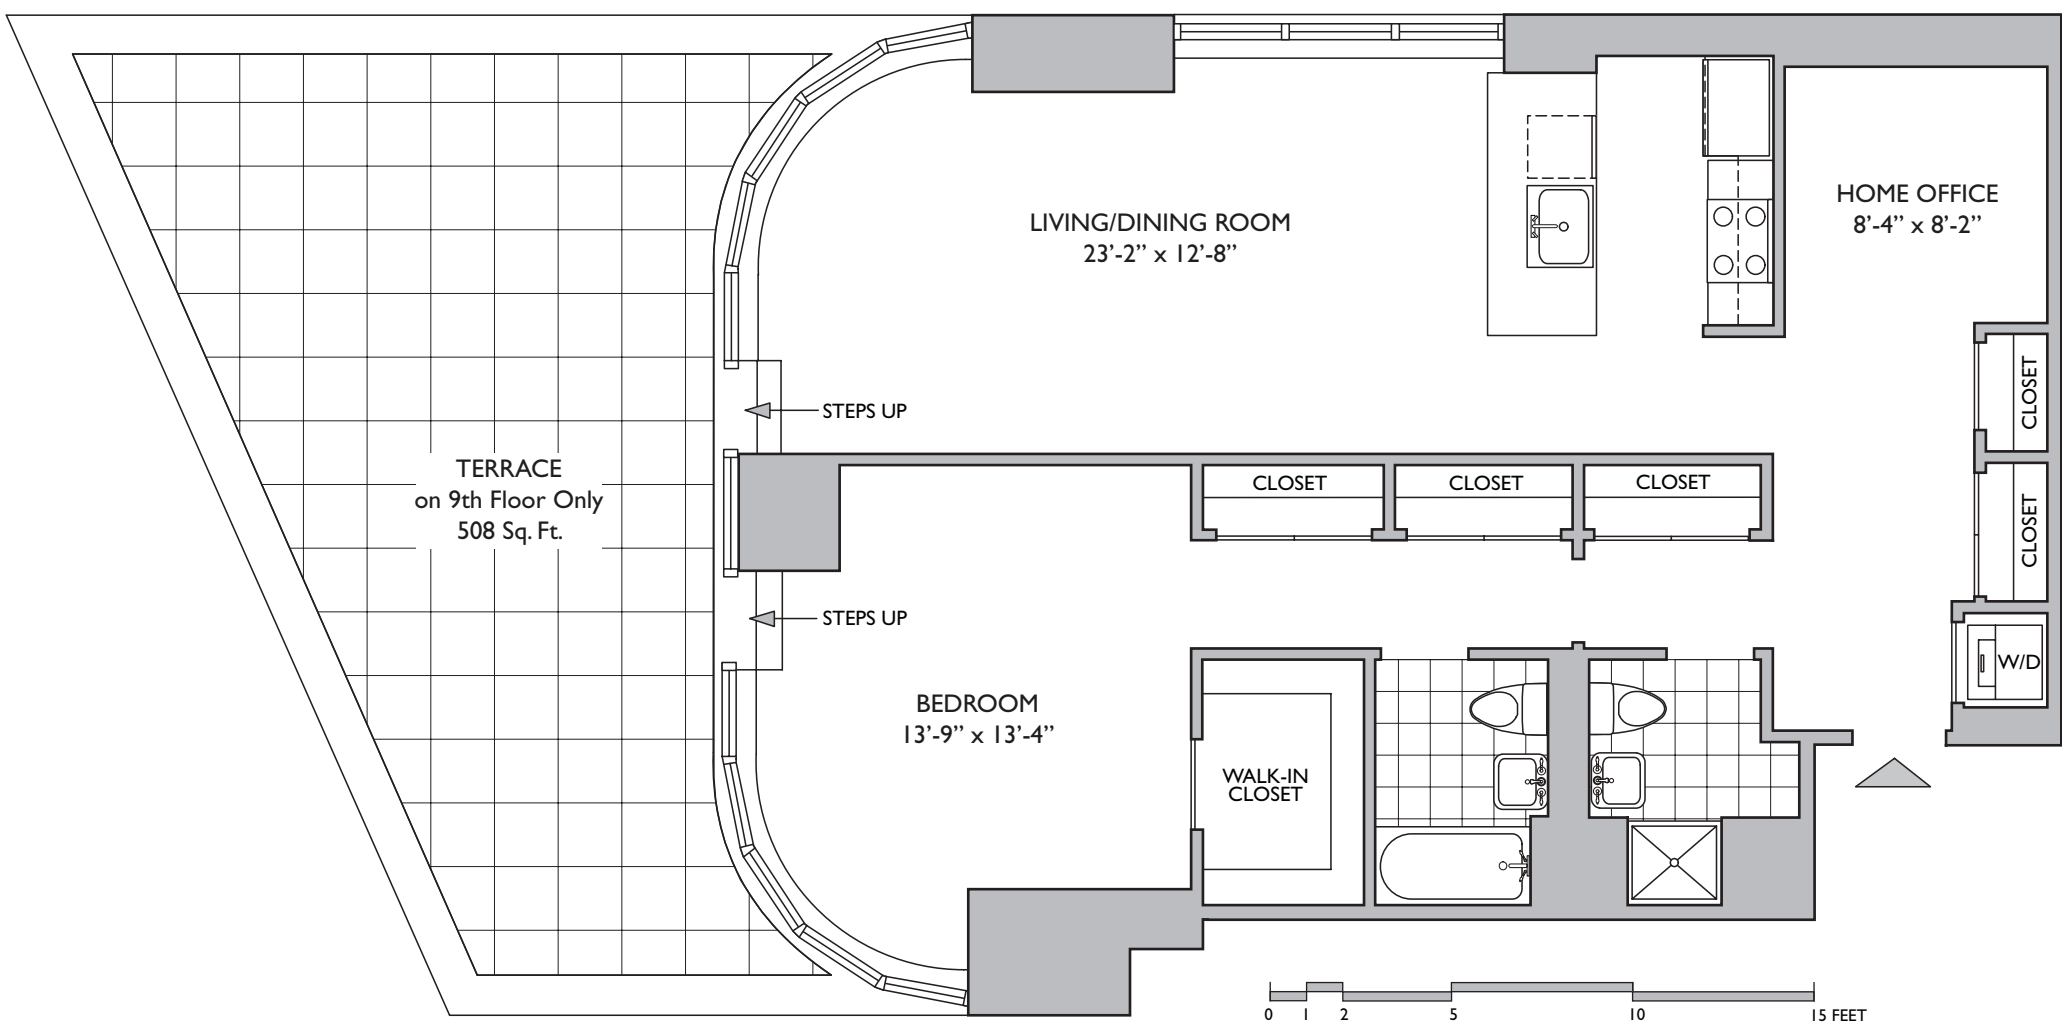 LIVING/DINING ROOM
23’-2” x 12’-8”
HOME OFFICE
8’-4” x 8’-2”
STEPS UP
CLOSET
TERRACE
on 9th Floor Only
508 Sq. Ft.
CLOSET
CLOSET
CLOSET
CLOSET
STEPS UP
W/D
BEDROOM
13’-9” x 13’-4”
WALK-IN
CLOSET
0 1 2 5 10 15 FEET